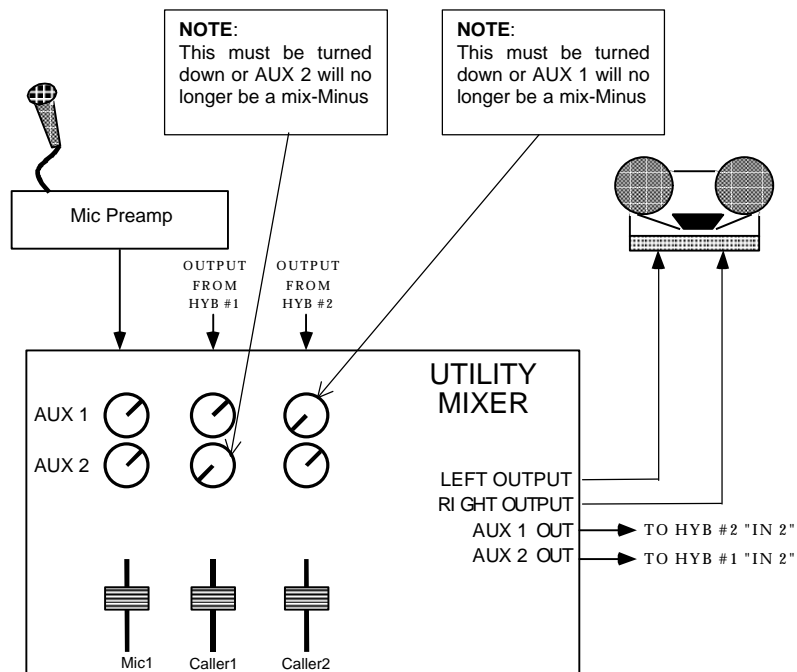 NOTE:
This must be turned
down or AUX 2 will no
longer be a mix-Minus
NOTE:
This must be turned
down or AUX 1 will no
longer be a mix-Minus
Mic Preamp
OUTPUT
FROM
HYB #1
OUTPUT
FROM
HYB #2
UTILITY
MIXER
AUX 1
AUX 2
LEFT OUTPUT
RIGHT OUTPUT
AUX 1 OUT
TO HYB #2 "IN 2"
AUX 2 OUT
TO HYB #1 "IN 2"
Mic1
Caller1
Caller2